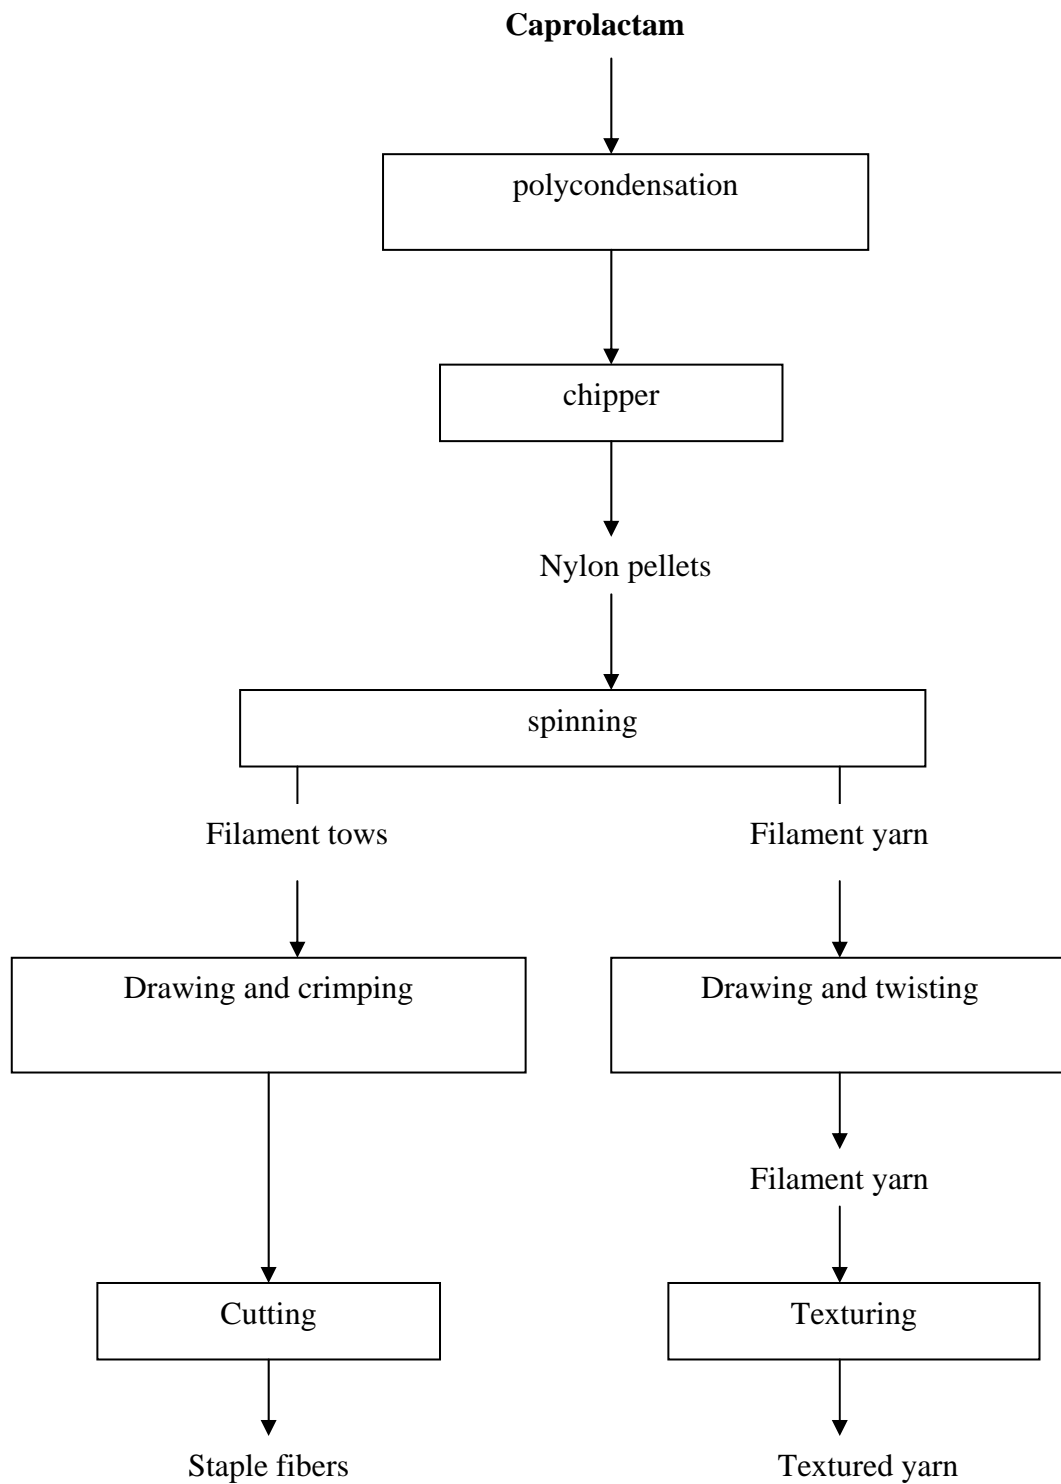 Caprolactam
polycondensation
chipper
Nylon pellets
spinning
Filament tows
Filament yarn
Drawing and crimping
Drawing and twisting
Filament yarn
Cutting
Texturing
Staple fibers
Textured yarn